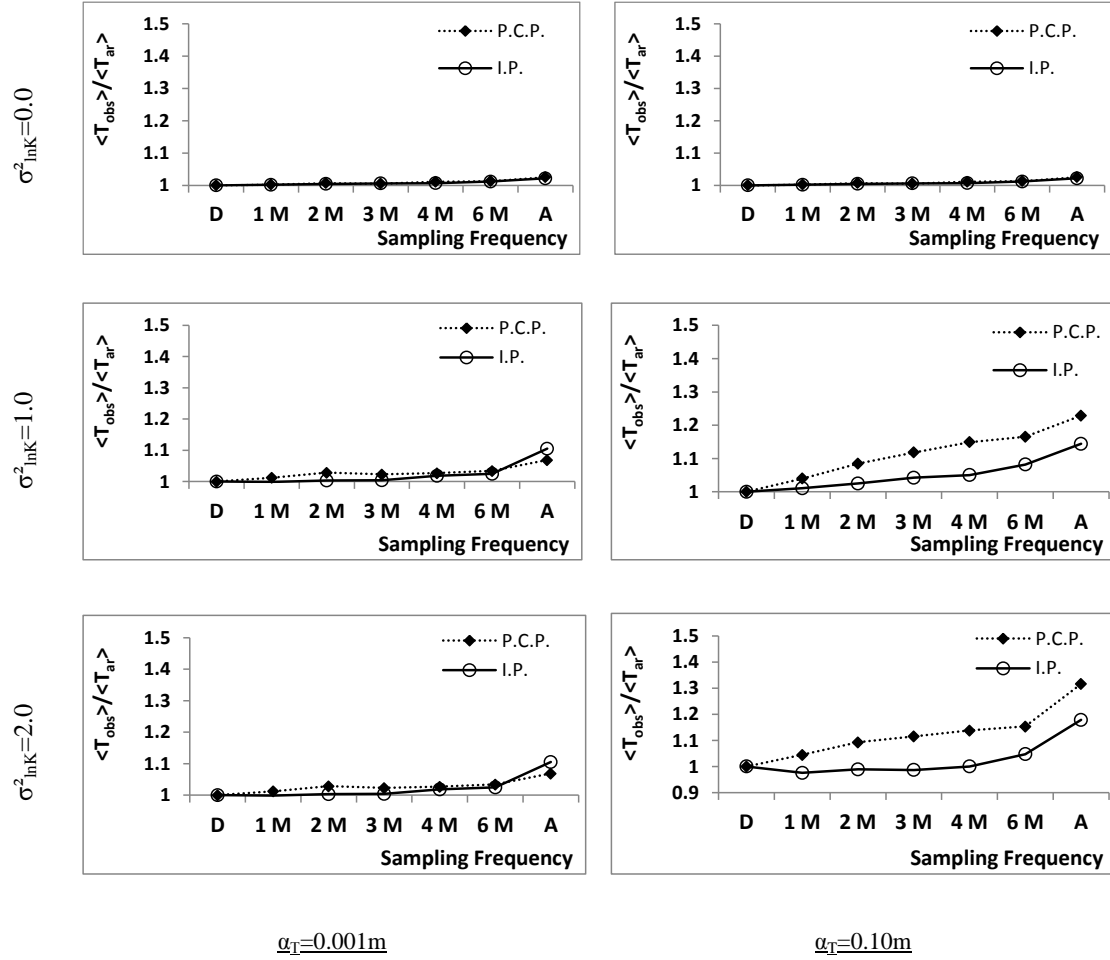 σ²lnK=0.0
<Tobs>/<Tar>
1.5
1.4
1.3
1.2
1.1
1
P.C.P.
I.P.
D 1 M 2 M 3 M 4 M 6 M A
Sampling Frequency
<Tobs>/<Tar>
1.5
1.4
1.3
1.2
1.1
1
P.C.P.
I.P.
D 1 M 2 M 3 M 4 M 6 M A
Sampling Frequency
σ²lnK=1.0
<Tobs>/<Tar>
1.5
1.4
1.3
1.2
1.1
1
P.C.P.
I.P.
D 1 M 2 M 3 M 4 M 6 M A
Sampling Frequency
<Tobs>/<Tar>
1.5
1.4
1.3
1.2
1.1
1
P.C.P.
I.P.
D 1 M 2 M 3 M 4 M 6 M A
Sampling Frequency
σ²lnK=2.0
<Tobs>/<Tar>
1.5
1.4
1.3
1.2
1.1
1
P.C.P.
I.P.
D 1 M 2 M 3 M 4 M 6 M A
Sampling Frequency
<Tobs>/<Tar>
1.5
1.4
1.3
1.2
1.1
1
0.9
P.C.P.
I.P.
D 1 M 2 M 3 M 4 M 6 M A
Sampling Frequency
αT=0.001m
αT=0.10m